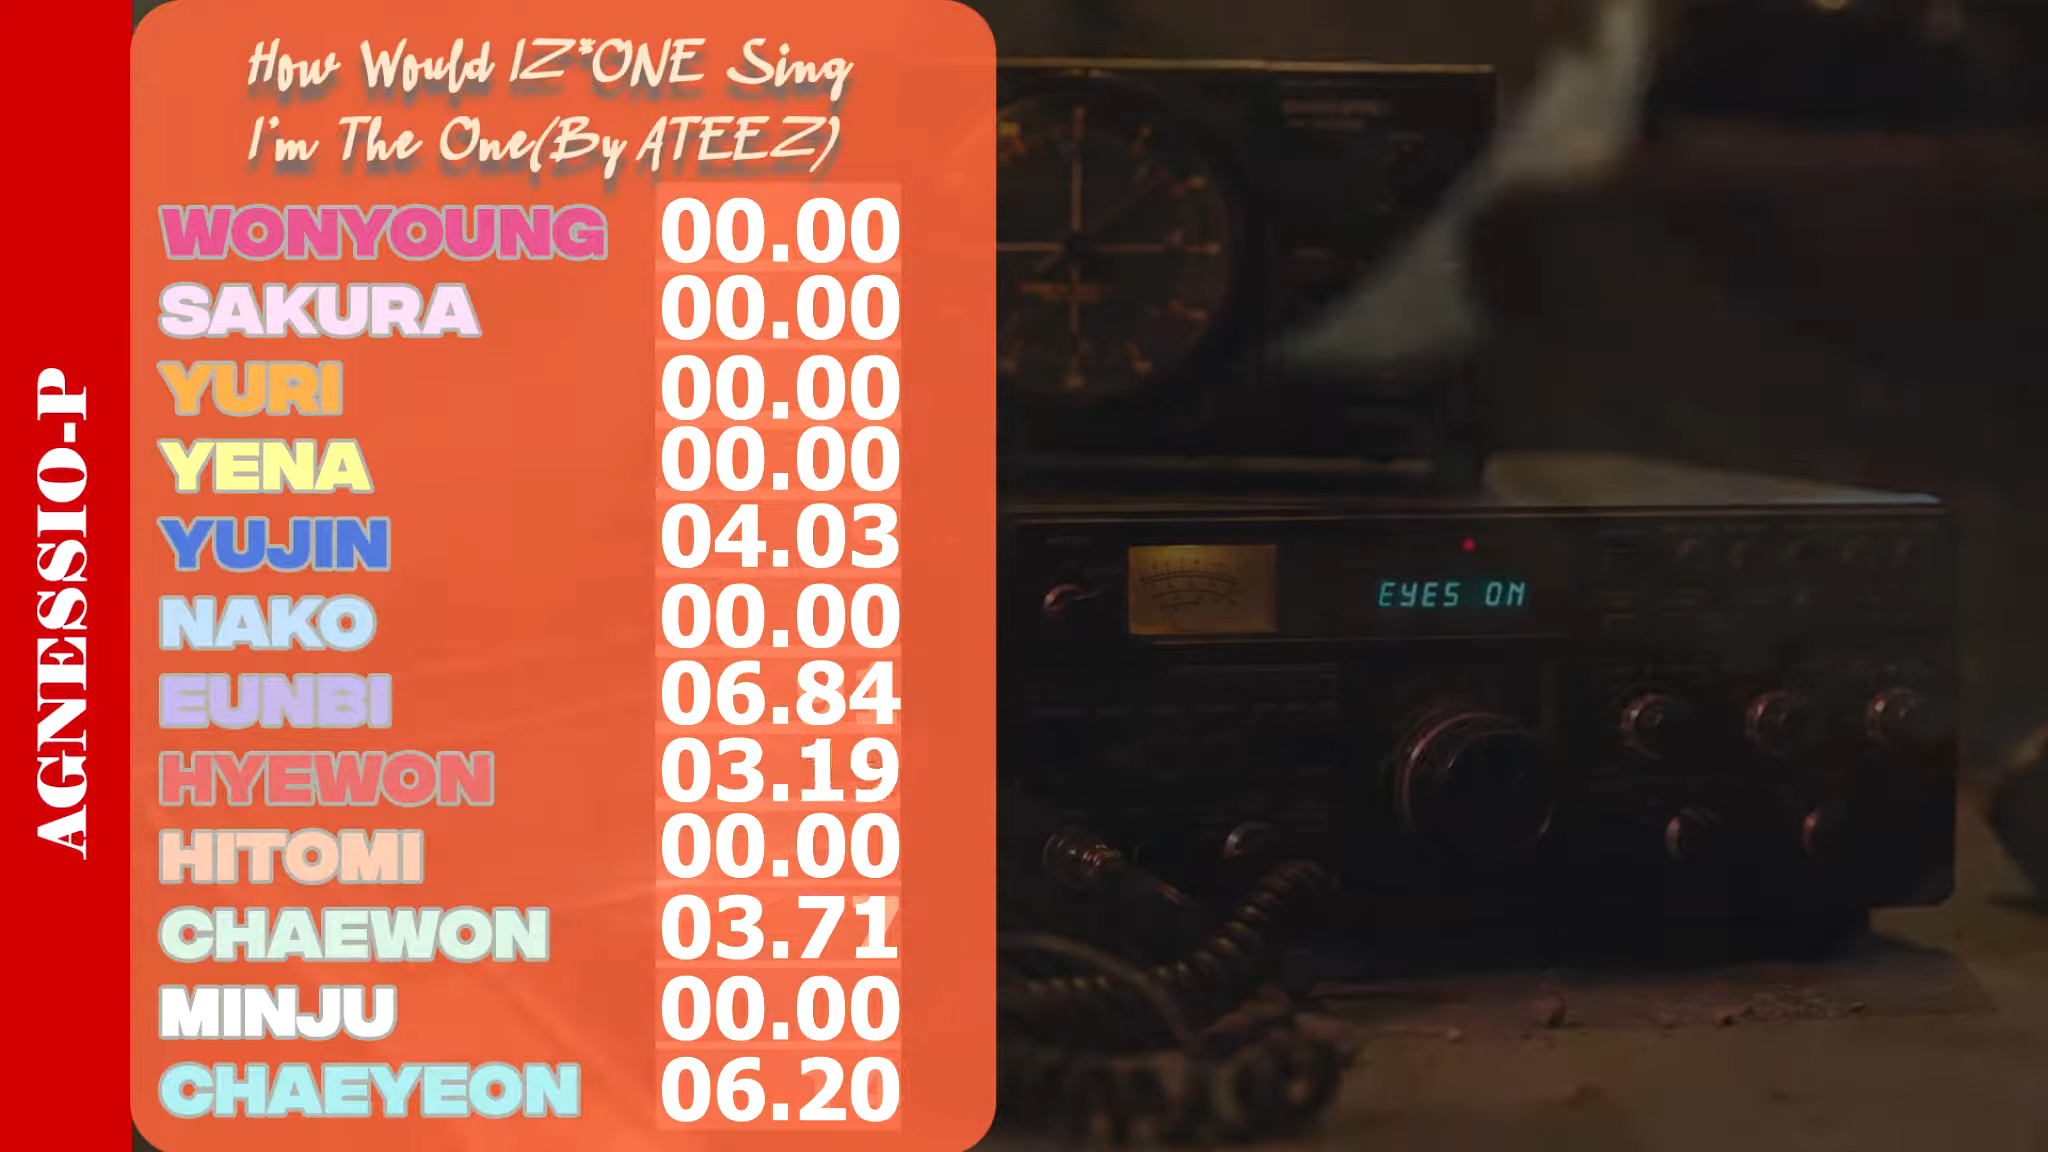 AGNESSIO-P
How Would IZ*ONE Sing
I'm The One(By ATEEZ)
WONYOUNG 00.00
SAKURA 00.00
YURI 00.00
YENA 00.00
YUJIN 04.03
NAKO 00.00
EUNBI 06.84
HYEWON 03.19
HITOMI 00.00
CHAEWON 03.71
MINJU 00.00
CHAEYEON 06.20
EYES ON